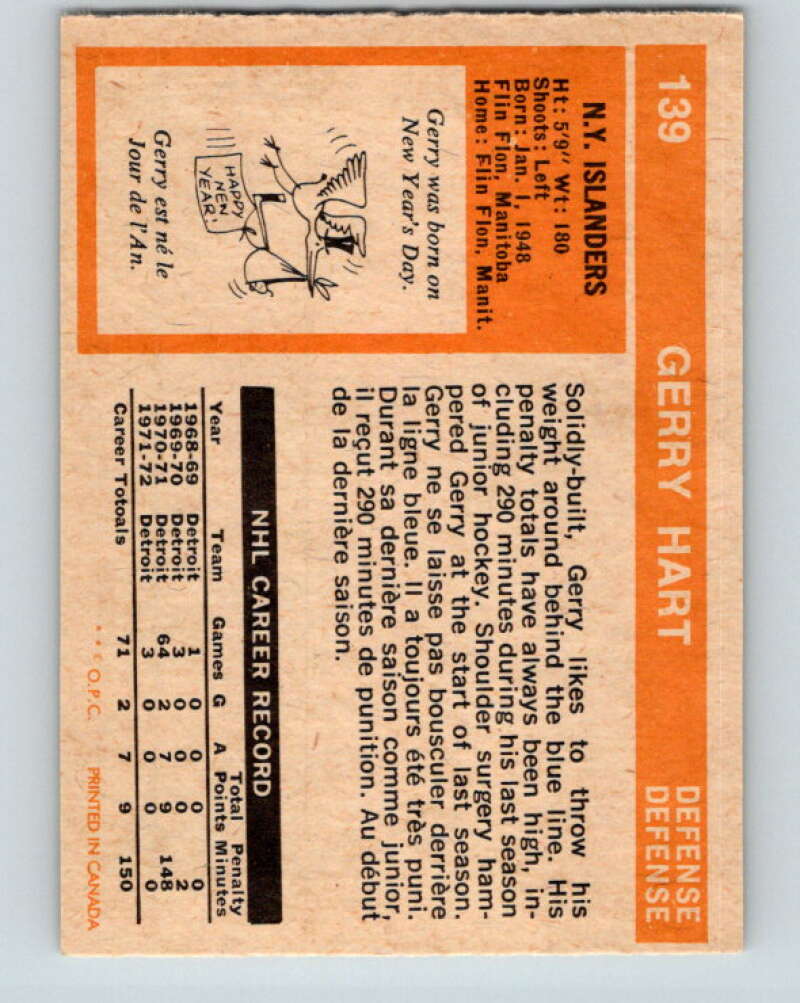 139 GERRY HART DEFENSE
DEFENSE
N.Y. ISLANDERS
Ht: 5'9" Wt: 180
Shoots: Left
Born: Jan. 1, 1948
Flin Flon, Manitoba
Home: Flin Flon, Manit.
Gerry was born on
New Year's Day.
HAPPY
NEW
YEAR!
Gerry est né le
Jour de l'An.
Solidly-built, Gerry likes to throw his
weight around behind the blue line. His
penalty totals have always been high, in-
cluding 290 minutes during his last season
of junior hockey. Shoulder surgery ham-
pered Gerry at the start of last season.
Gerry ne se laisse pas bousculer derrière
la ligne bleue. Il a toujours été très puni.
Durant sa dernière saison comme junior,
il reçut 290 minutes de punition. Au début
de la dernière saison.
NHL CAREER RECORD
Total Penalty
Year Team Games G A Points Minutes
1968-69 Detroit 1 0 0 0 0
1969-70 Detroit 3 0 0 0 2
1970-71 Detroit 64 2 7 9 148
1971-72 Detroit 3 0 0 0 0
Career Totoals 71 2 7 9 150
O.P.C. PRINTED IN CANADA